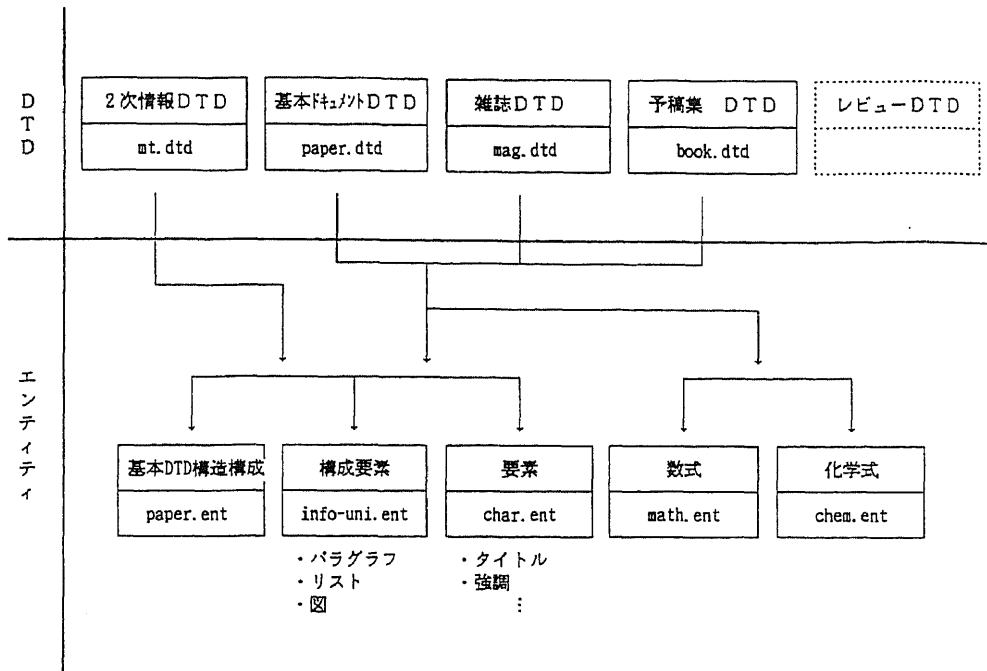 DTD
2次情報DTD
mt.dtd
基本ドキュメントDTD
paper.dtd
雑誌DTD
mag.dtd
予稿集 DTD
book.dtd
レビューDTD
エンティティ
基本DTD構造構成
paper.ent
構成要素
info-uni.ent
要素
char.ent
数式
math.ent
化学式
chem.ent
・パラグラフ
・リスト
・図
・タイトル
・強調
⋮